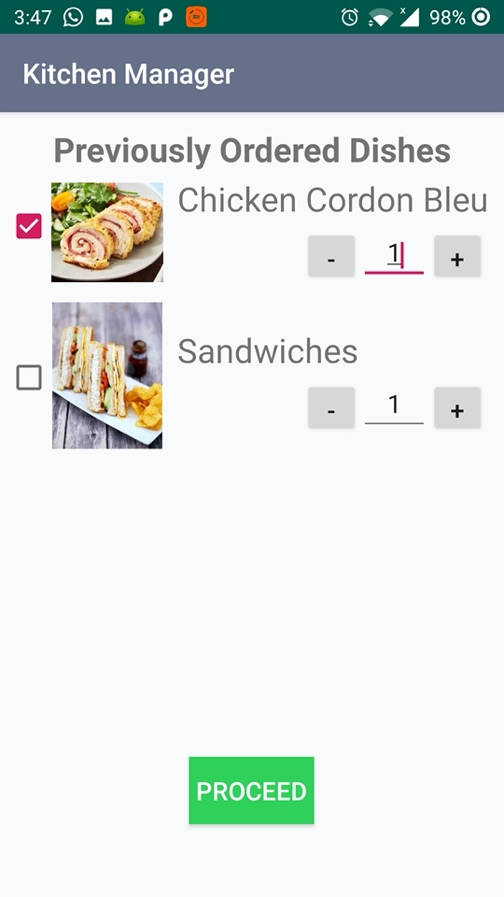 3:47 98%
Kitchen Manager
Previously Ordered Dishes
Chicken Cordon Bleu
- 1 +
Sandwiches
- 1 +
PROCEED